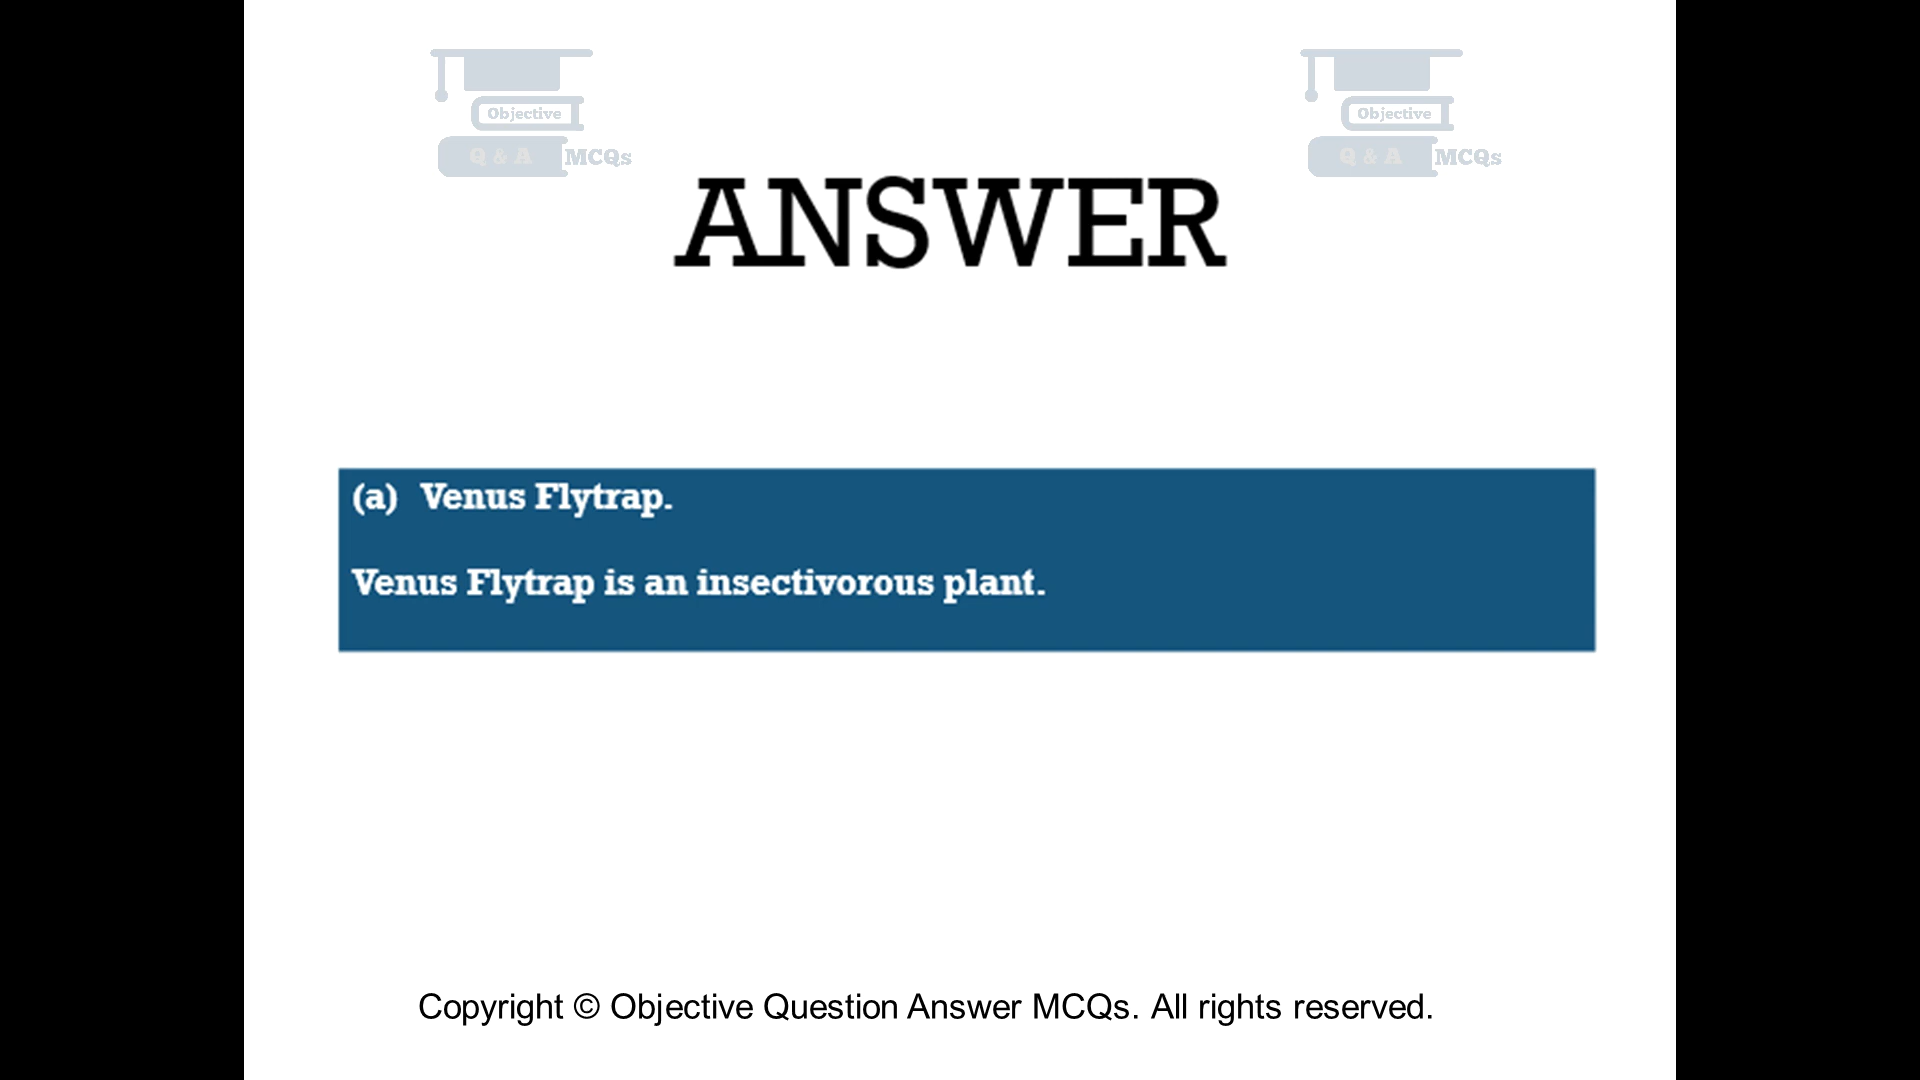 Objective
Q & A MCQs
Objective
Q & A MCQs
ANSWER
(a) Venus Flytrap.
Venus Flytrap is an insectivorous plant.
Copyright © Objective Question Answer MCQs. All rights reserved.